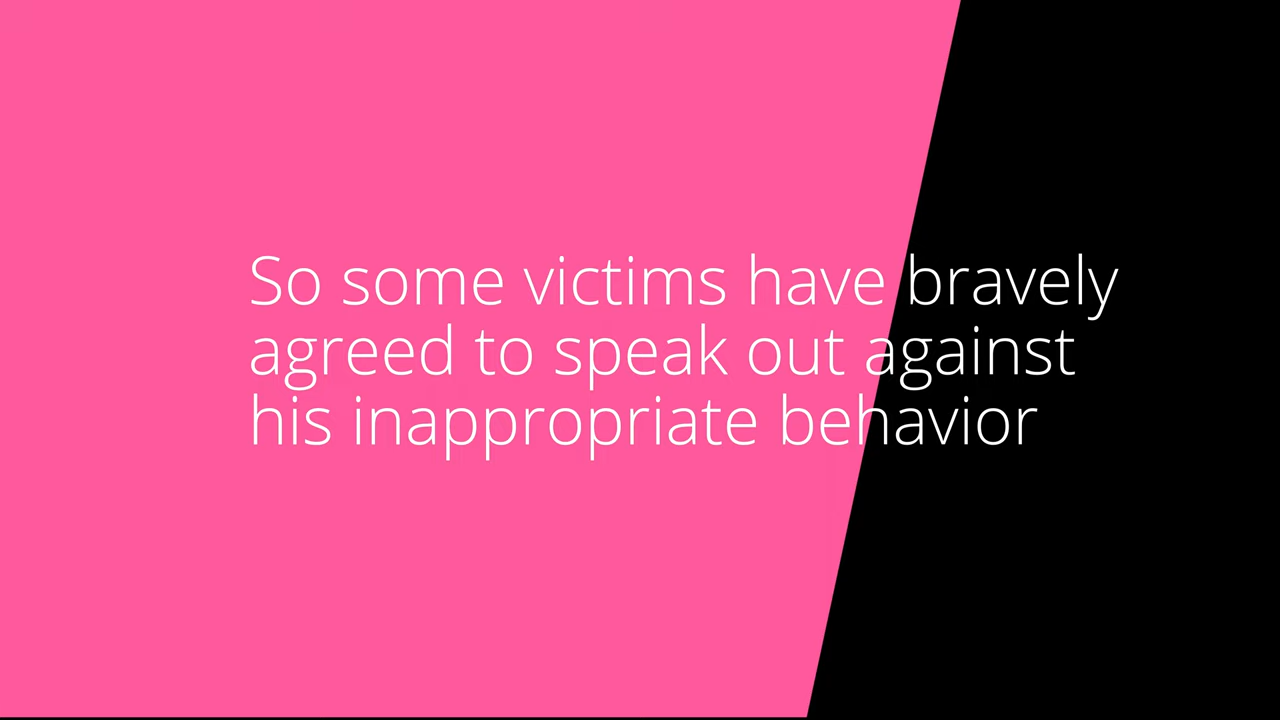 So some victims have bravely
agreed to speak out against
his inappropriate behavior